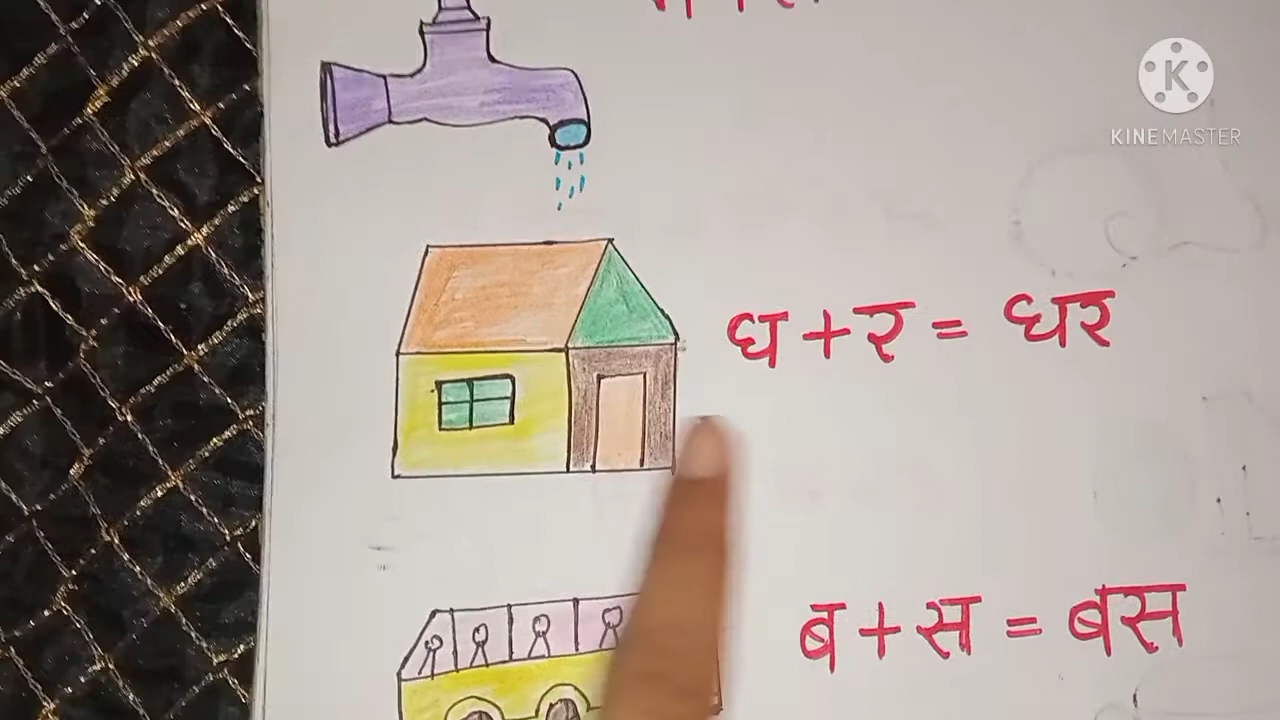 KINEMASTER
घ + र = घर
ब + स = बस